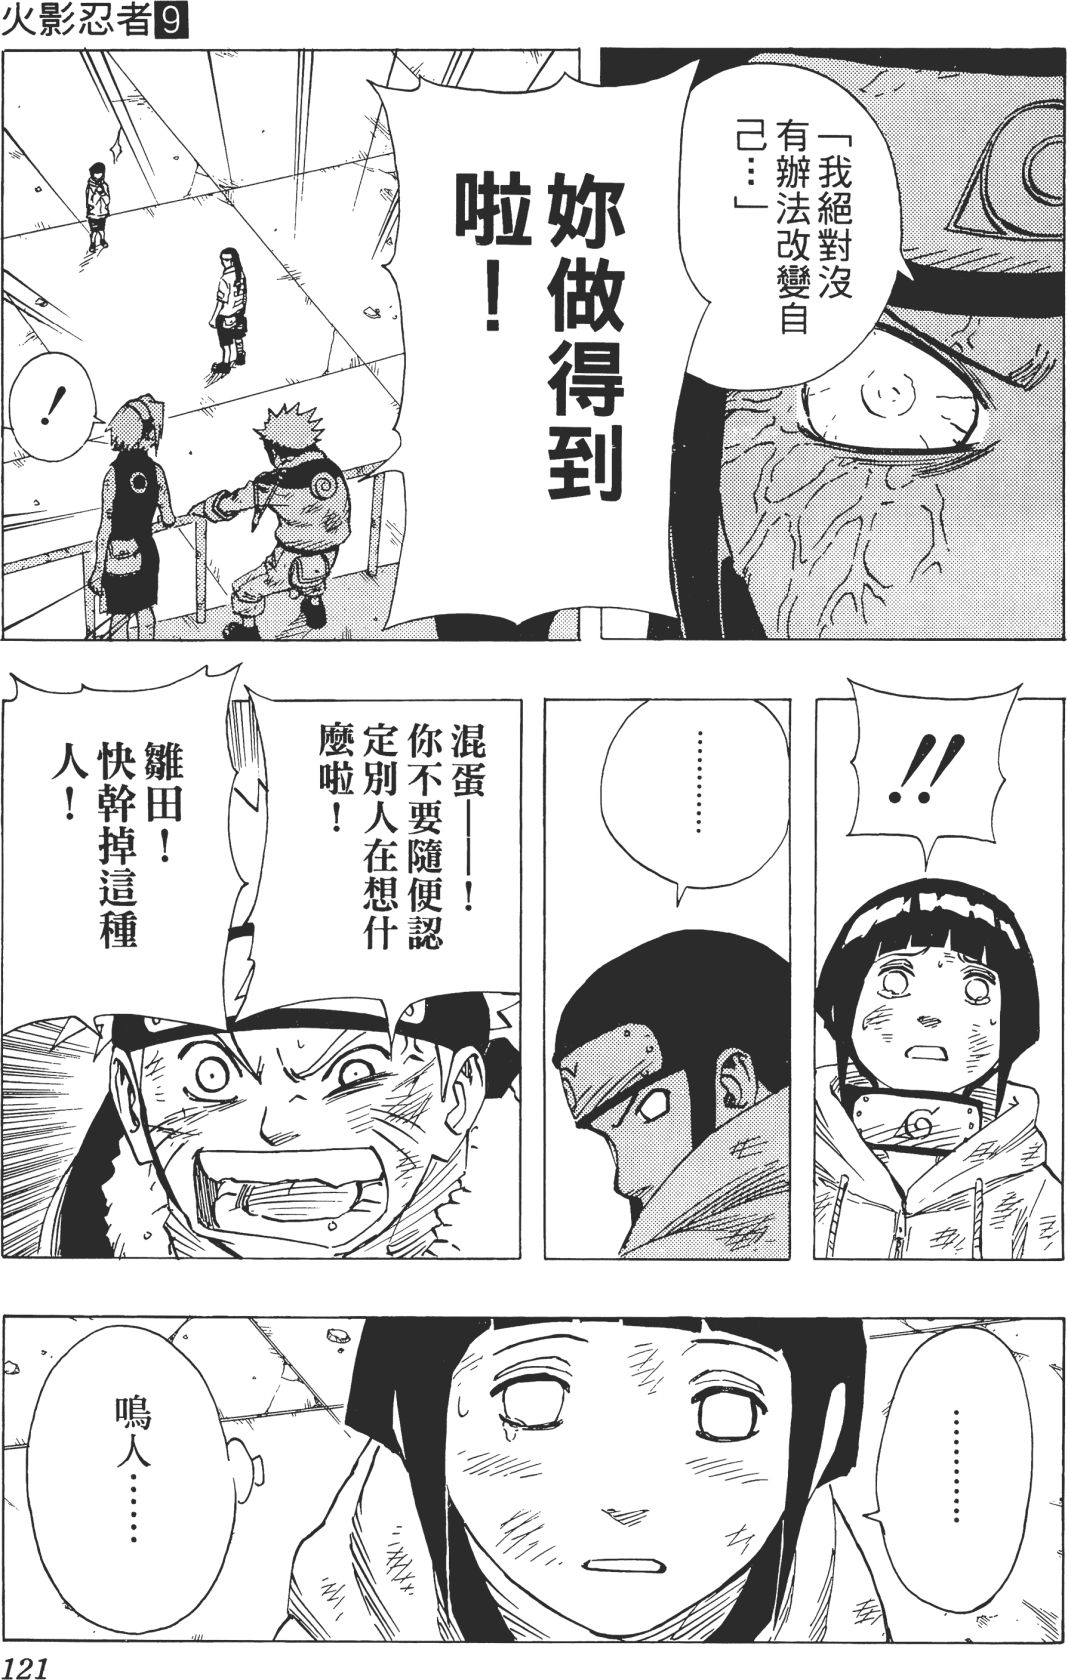 火影忍者9
「我絕對沒
有辦法改變自
己…」
妳做得到
啦！
！
！！
………
混蛋——！
你不要隨便認
定別人在想什
麼啦！
雛田！
快幹掉這種
人！
………
鳴人……
121